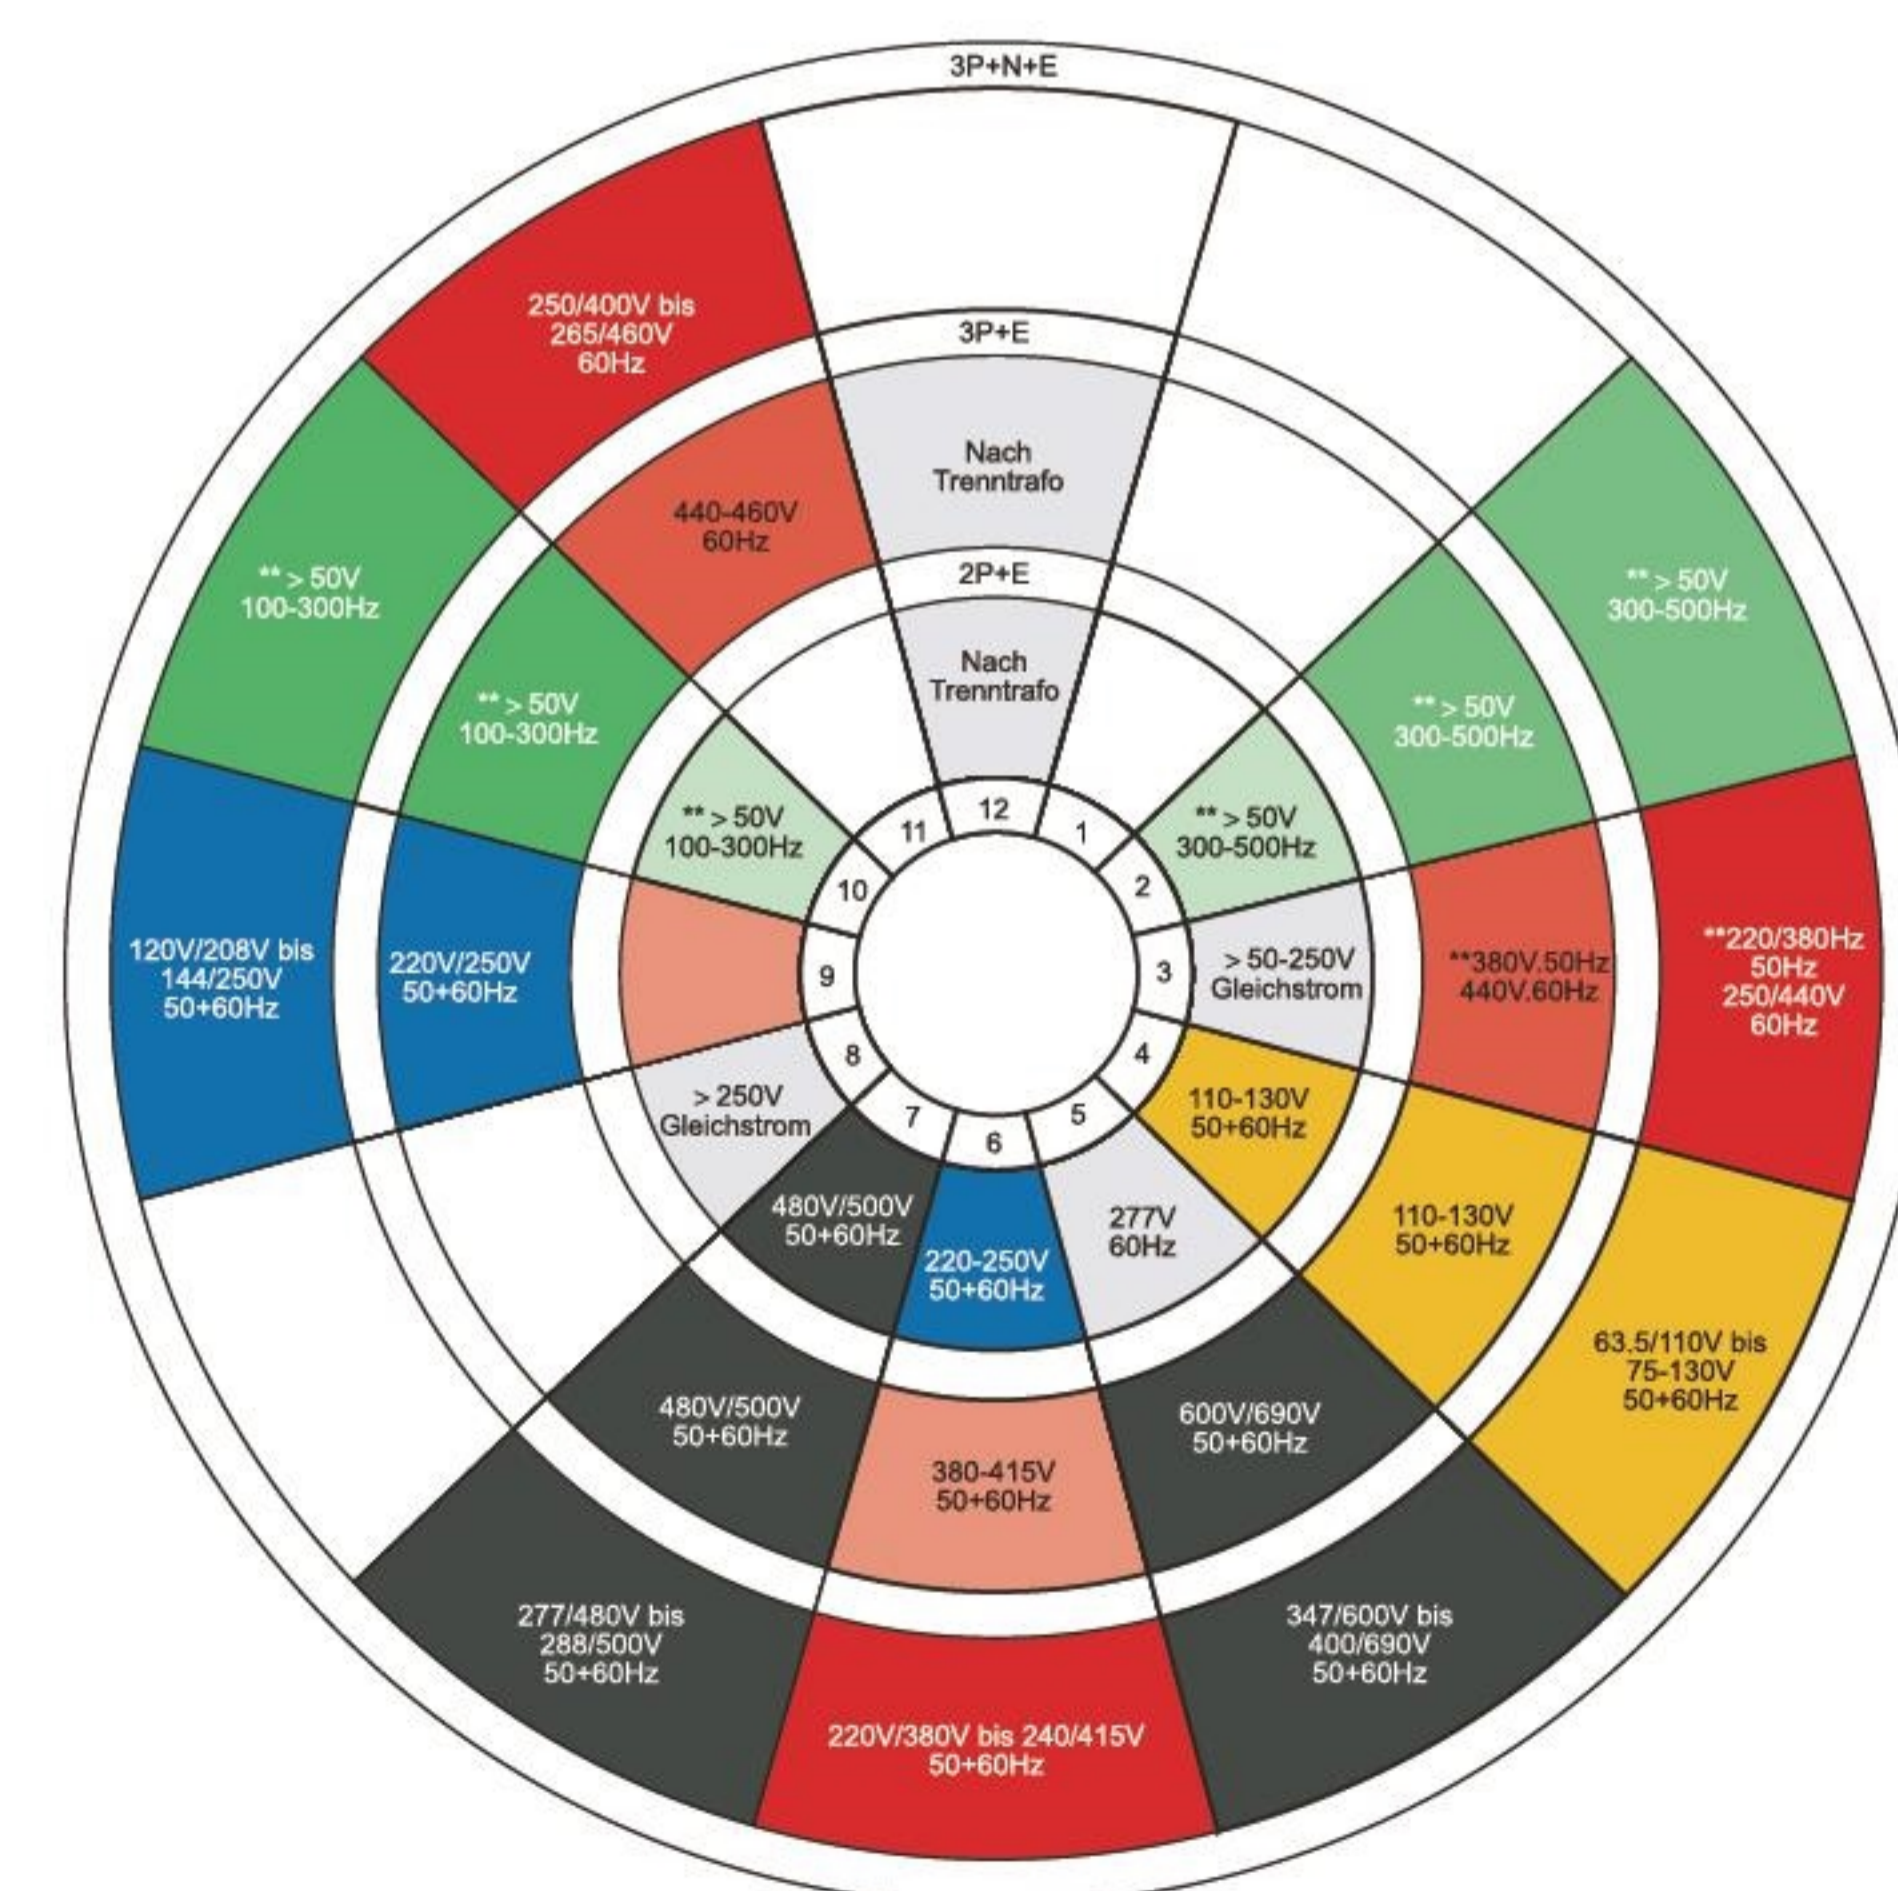 3P+N+E
250/400V bis
265/460V
60Hz
3P+E
Nach
Trenntrafo
440-460V
60Hz
2P+E
** > 50V
100-300Hz
** > 50V
300-500Hz
Nach
Trenntrafo
** > 50V
100-300Hz
** > 50V
300-500Hz
** > 50V
100-300Hz
** > 50V
300-500Hz
12
11
1
10
2
120V/208V bis
144/250V
50+60Hz
220V/250V
50+60Hz
9
3
> 50-250V
Gleichstrom
**380V.50Hz
440V.60Hz
**220/380Hz
50Hz
250/440V
60Hz
8
4
> 250V
Gleichstrom
110-130V
50+60Hz
7
5
6
480V/500V
50+60Hz
220-250V
50+60Hz
277V
60Hz
110-130V
50+60Hz
63.5/110V bis
75-130V
50+60Hz
480V/500V
50+60Hz
380-415V
50+60Hz
600V/690V
50+60Hz
277/480V bis
288/500V
50+60Hz
347/600V bis
400/690V
50+60Hz
220V/380V bis 240/415V
50+60Hz